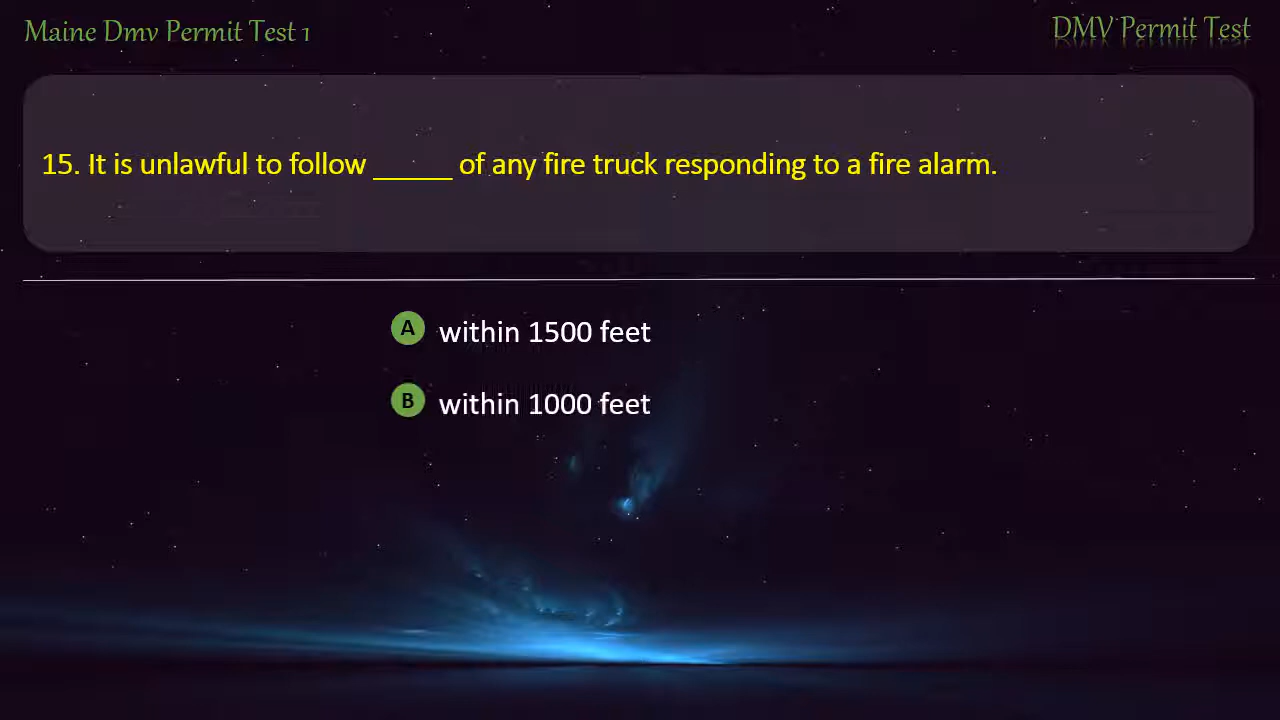 Maine Dmv Permit Test 1
DMV Permit Test
15. It is unlawful to follow _____ of any fire truck responding to a fire alarm.
A within 1500 feet
B within 1000 feet